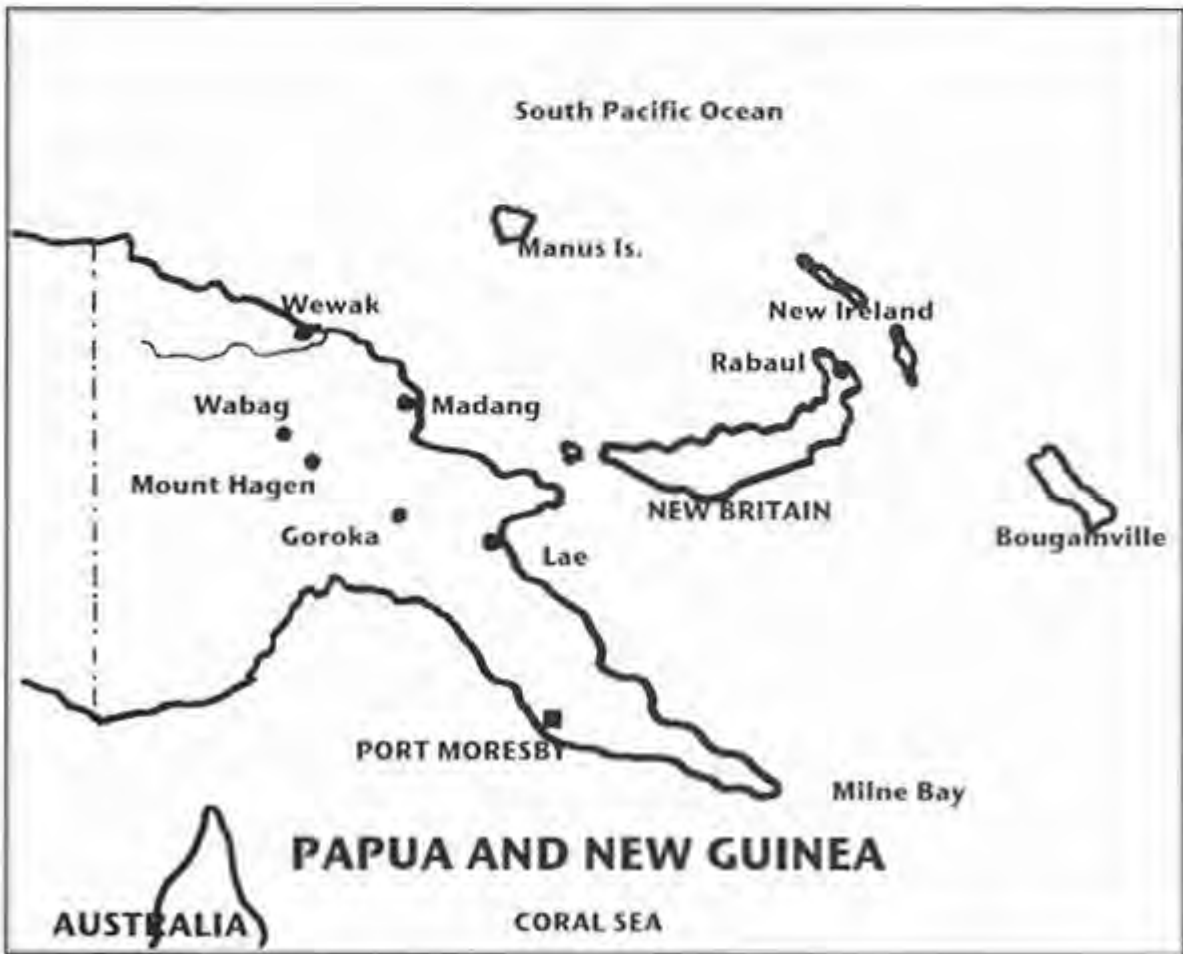 South Pacific Ocean
Manus Is.
Wewak
New Ireland
Rabaul
Wabag
Madang
Mount Hagen
NEW BRITAIN
Goroka
Lae
Bougainville
PORT MORESBY
Milne Bay
PAPUA AND NEW GUINEA
AUSTRALIA
CORAL SEA